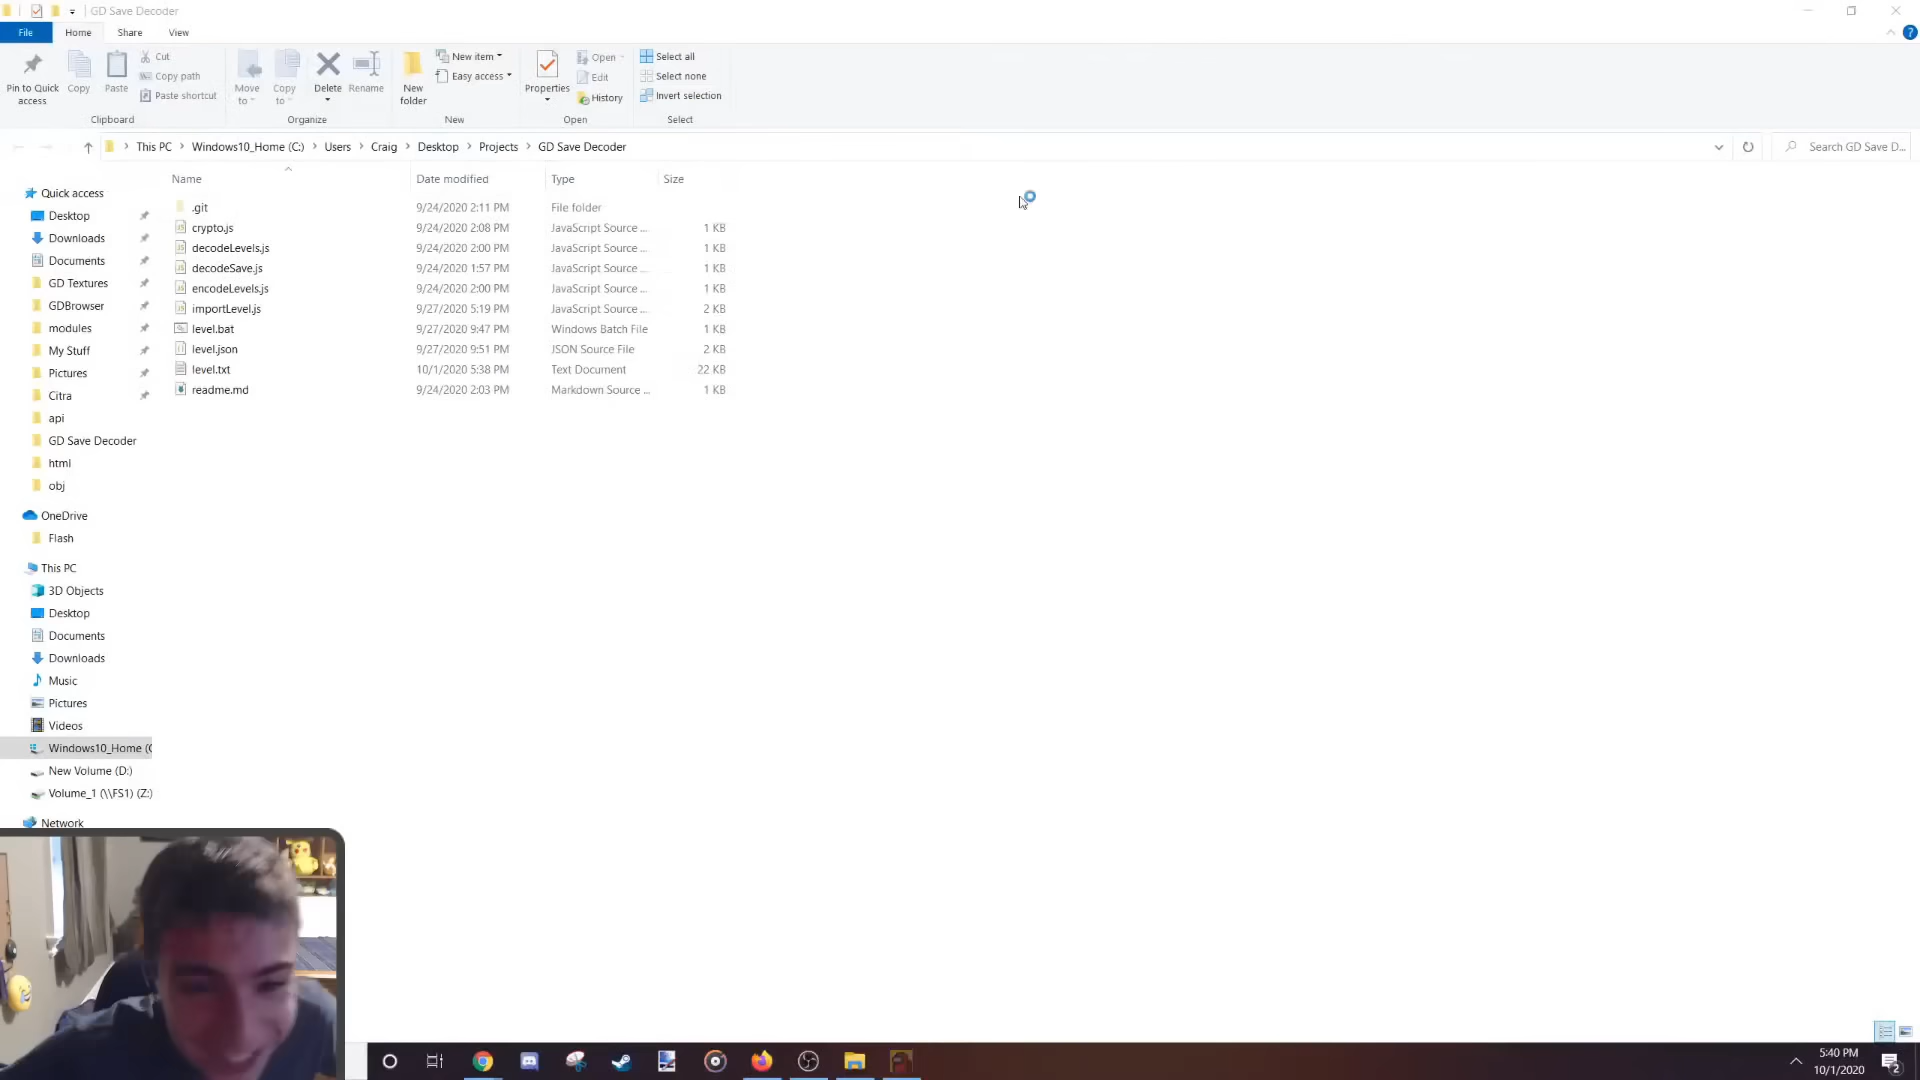 GD Save Decoder
File Home Share View
Pin to Quick access
Copy
Paste
Cut
Copy path
Paste shortcut
Move to
Copy to
Delete
Rename
New folder
New item
Easy access
Properties
Open
Edit
History
Select all
Select none
Invert selection
Clipboard Organize New Open Select
This PC Windows10_Home (C:) Users Craig Desktop Projects GD Save Decoder
Search GD Save D...
Name Date modified Type Size
.git 9/24/2020 2:11 PM File folder
crypto.js 9/24/2020 2:08 PM JavaScript Source ... 1 KB
decodeLevels.js 9/24/2020 2:00 PM JavaScript Source ... 1 KB
decodeSave.js 9/24/2020 1:57 PM JavaScript Source ... 1 KB
encodeLevels.js 9/24/2020 2:00 PM JavaScript Source ... 1 KB
importLevel.js 9/27/2020 5:19 PM JavaScript Source ... 2 KB
level.bat 9/27/2020 9:47 PM Windows Batch File 1 KB
level.json 9/27/2020 9:51 PM JSON Source File 2 KB
level.txt 10/1/2020 5:38 PM Text Document 22 KB
readme.md 9/24/2020 2:03 PM Markdown Source ... 1 KB
Quick access
Desktop
Downloads
Documents
GD Textures
GDBrowser
modules
My Stuff
Pictures
Citra
api
GD Save Decoder
html
obj
OneDrive
Flash
This PC
3D Objects
Desktop
Documents
Downloads
Music
Pictures
Videos
Windows10_Home (C
New Volume (D:)
Volume_1 (\\FS1) (Z:)
Network
5:40 PM
10/1/2020
2